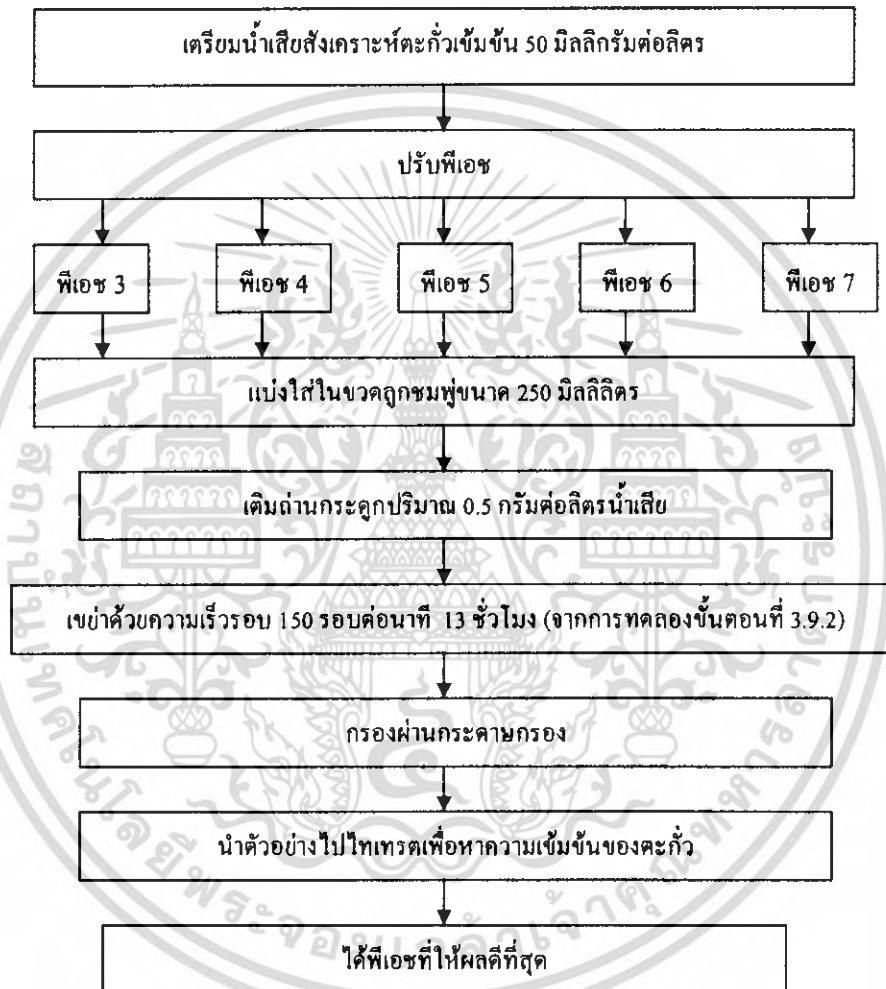 เตรียมน้ำเสียสังเคราะห์ตะกั่วเข้มข้น 50 มิลลิกรัมต่อลิตร
ปรับพีเอช
พีเอช 3
พีเอช 4
พีเอช 5
พีเอช 6
พีเอช 7
แบ่งใส่ในขวดลูกชมพู่ขนาด 250 มิลลิลิตร
เติมถ่านกระดูกปริมาณ 0.5 กรัมต่อลิตรน้ำเสีย
เขย่าด้วยความเร็วรอบ 150 รอบต่อนาที 13 ชั่วโมง (จากการทดลองขั้นตอนที่ 3.9.2)
กรองผ่านกระดาษกรอง
นำตัวอย่างไปไทเทรตเพื่อหาความเข้มข้นของตะกั่ว
ได้พีเอชที่ให้ผลดีที่สุด